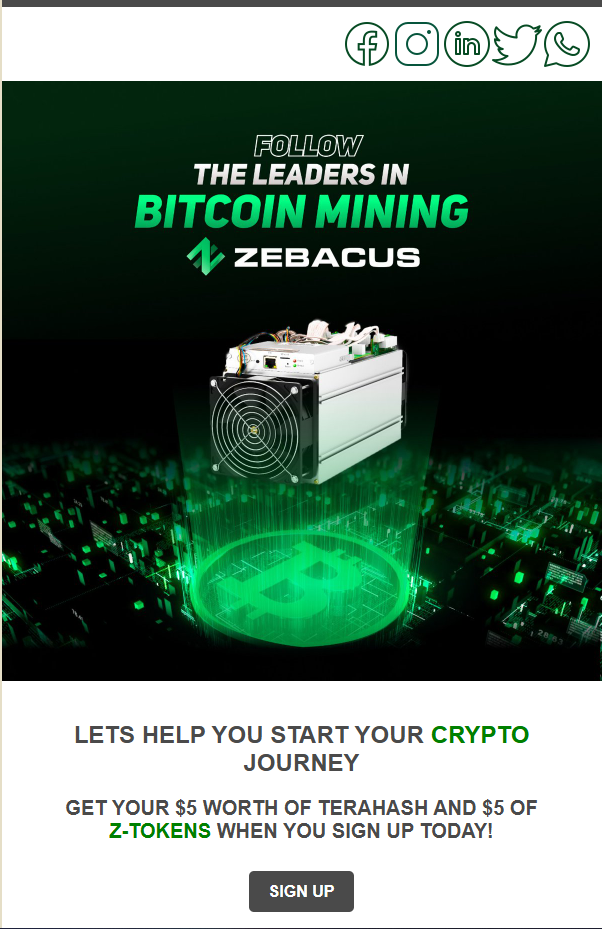 FOLLOW
THE LEADERS IN
BITCOIN MINING
ZEBACUS
LETS HELP YOU START YOUR CRYPTO
JOURNEY
GET YOUR $5 WORTH OF TERAHASH AND $5 OF
Z-TOKENS WHEN YOU SIGN UP TODAY!
SIGN UP